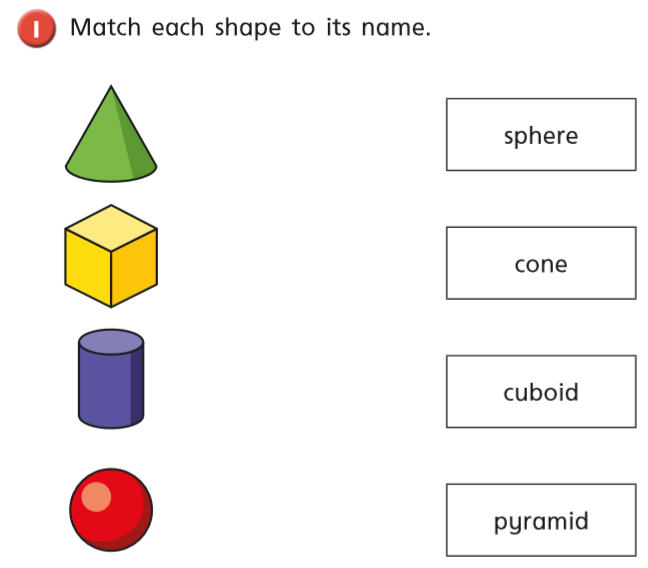 1 Match each shape to its name.
sphere
cone
cuboid
pyramid